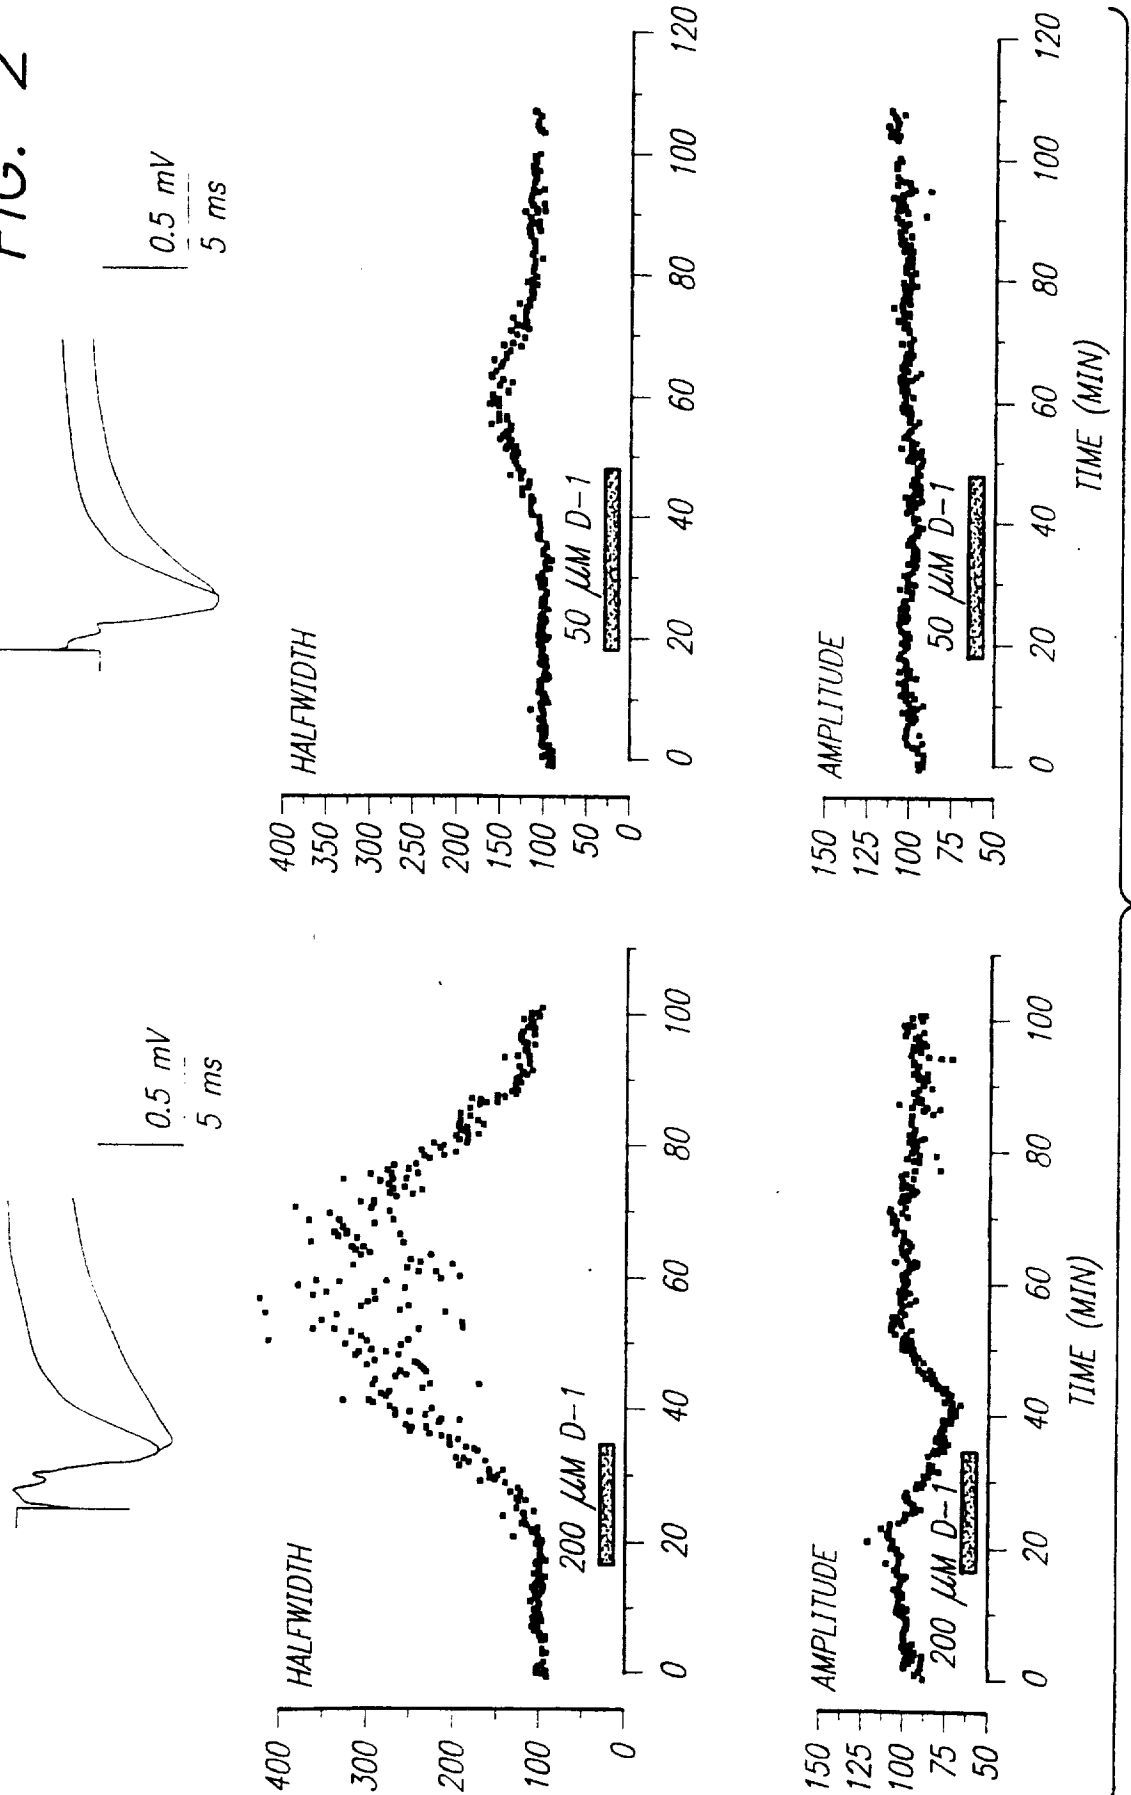 FIG. 2
0.5 mV
5 ms
0.5 mV
5 ms
HALFWIDTH
400
300
200
100
0
200 µM D-1
0 20 40 60 80 100
HALFWIDTH
400
350
300
250
200
150
100
50
0
50 µM D-1
0 20 40 60 80 100 120
AMPLITUDE
150
125
100
75
50
200 µM D-1
0 20 40 60 80 100
TIME (MIN)
AMPLITUDE
150
125
100
75
50
50 µM D-1
0 20 40 60 80 100 120
TIME (MIN)